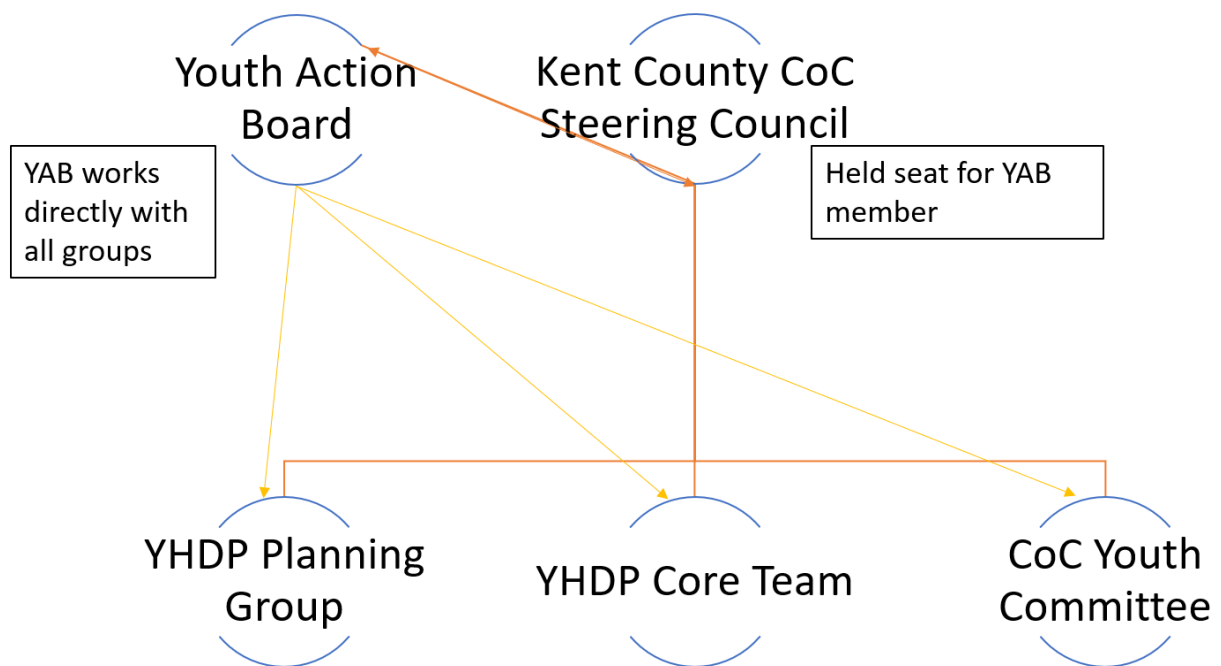 Youth Action
Board
Kent County CoC
Steering Council
YAB works
directly with
all groups
Held seat for YAB
member
YHDP Planning
Group
YHDP Core Team
CoC Youth
Committee